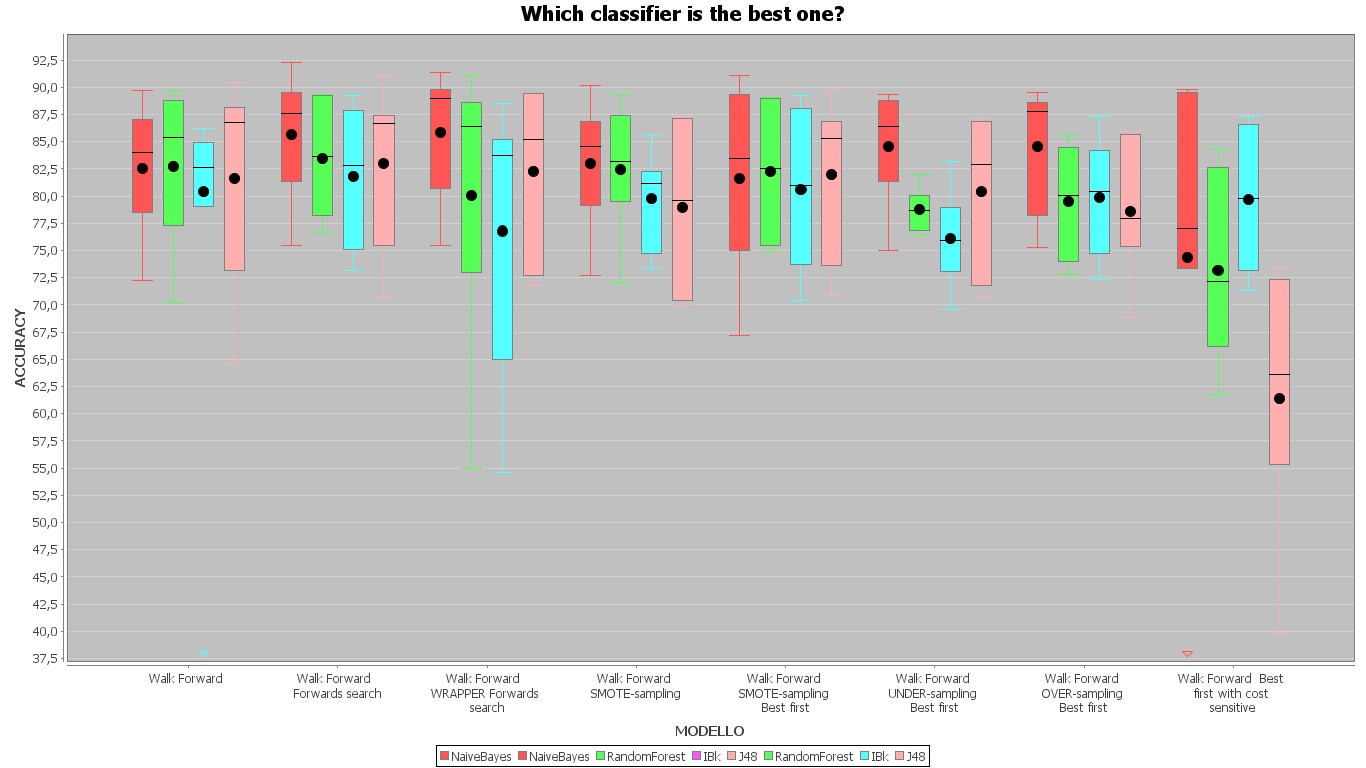 Which classifier is the best one?
92,5
90,0
87,5
85,0
82,5
80,0
77,5
75,0
72,5
70,0
67,5
65,0
62,5
60,0
57,5
55,0
52,5
50,0
47,5
45,0
42,5
40,0
37,5
ACCURACY
Walk Forward
Walk Forward
Forwards search
Walk Forward
WRAPPER Forwards
search
Walk Forward
SMOTE-sampling
Walk Forward
SMOTE-sampling
Best first
Walk Forward
UNDER-sampling
Best first
Walk Forward
OVER-sampling
Best first
Walk Forward Best
first with cost
sensitive
MODELLO
NaiveBayes NaiveBayes RandomForest IBk J48 RandomForest IBk J48